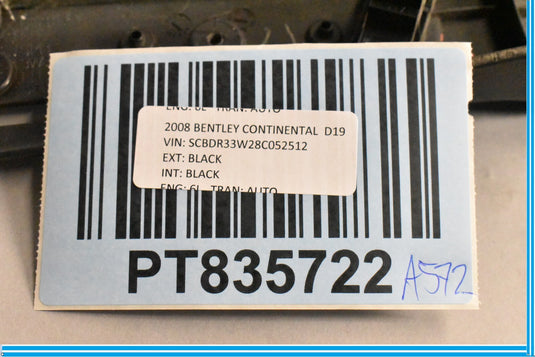 ENG: 6L TRAN: AUTO
2008 BENTLEY CONTINENTAL D19
VIN: SCBDR33W28C052512
EXT: BLACK
INT: BLACK
ENG: 6L TRAN: AUTO
PT835722 A572